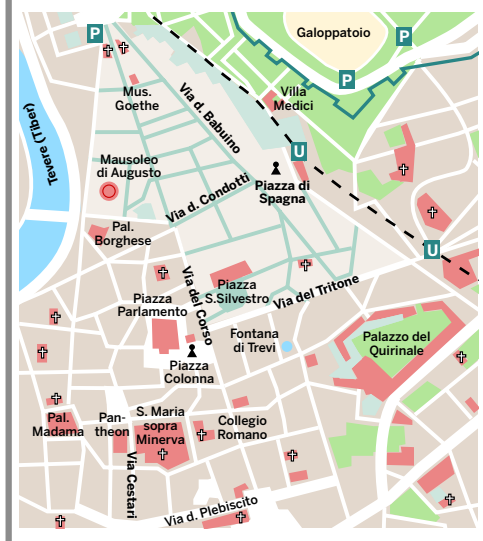 Galoppatoio
P
P
P
Mus.
Goethe
Via d. Babuino
Villa
Medici
Tevere (Tiber)
U
Mausoleo
di Augusto
Piazza di
Spagna
Via d. Condotti
Pal.
Borghese
U
Via del Corso
Piazza
S.Silvestro
Via del Tritone
Piazza
Parlamento
Fontana
di Trevi
Palazzo del
Quirinale
Piazza
Colonna
Pal.
Madama
Pan-
theon
S. Maria
sopra
Minerva
Collegio
Romano
Via Cestari
Via d. Plebiscito